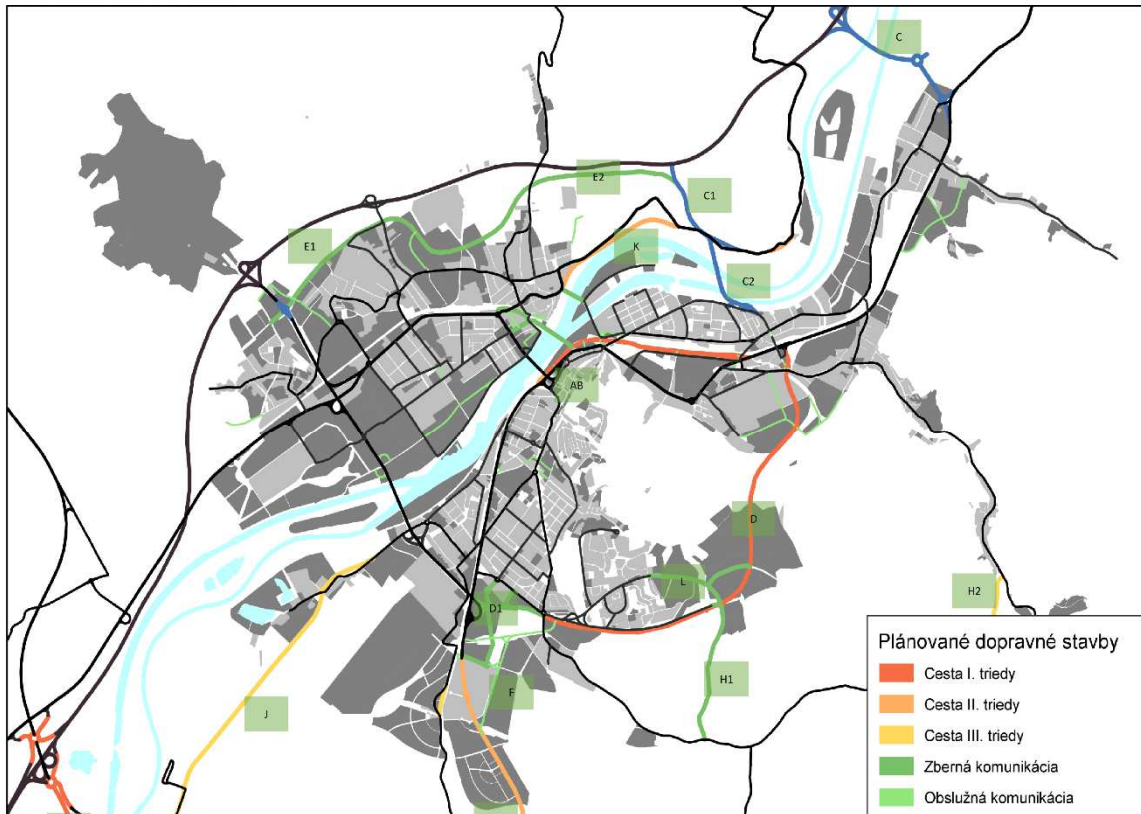 C
E2
C1
E1
K
C2
AB
D
L
H2
D1
H1
F
J
Plánované dopravné stavby
Cesta I. triedy
Cesta II. triedy
Cesta III. triedy
Zberná komunikácia
Obslužná komunikácia